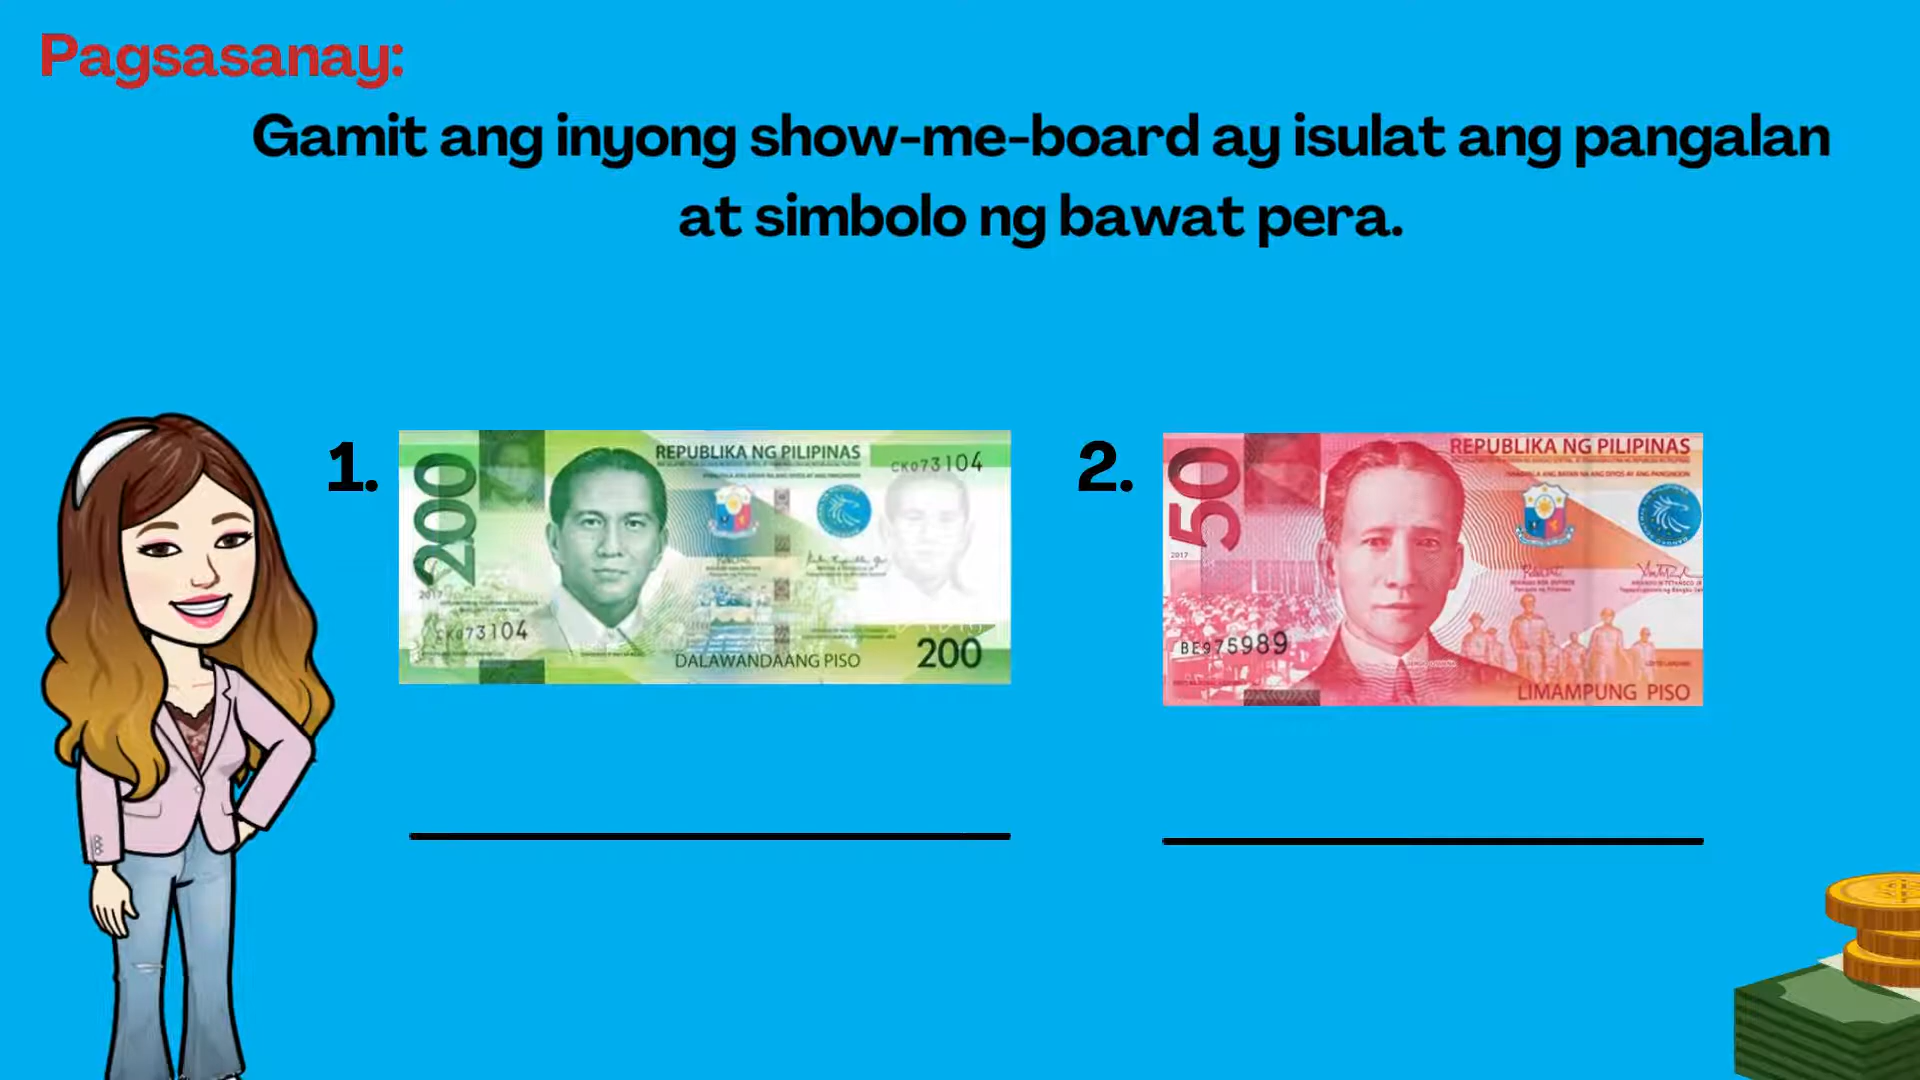 Pagsasanay:
Gamit ang inyong show-me-board ay isulat ang pangalan
at simbolo ng bawat pera.
1.
200
REPUBLIKA NG PILIPINAS
CK073104
2017
CK073104
DALAWANDAANG PISO
200
2.
50
REPUBLIKA NG PILIPINAS
2017
BE975989
LIMAMPUNG PISO